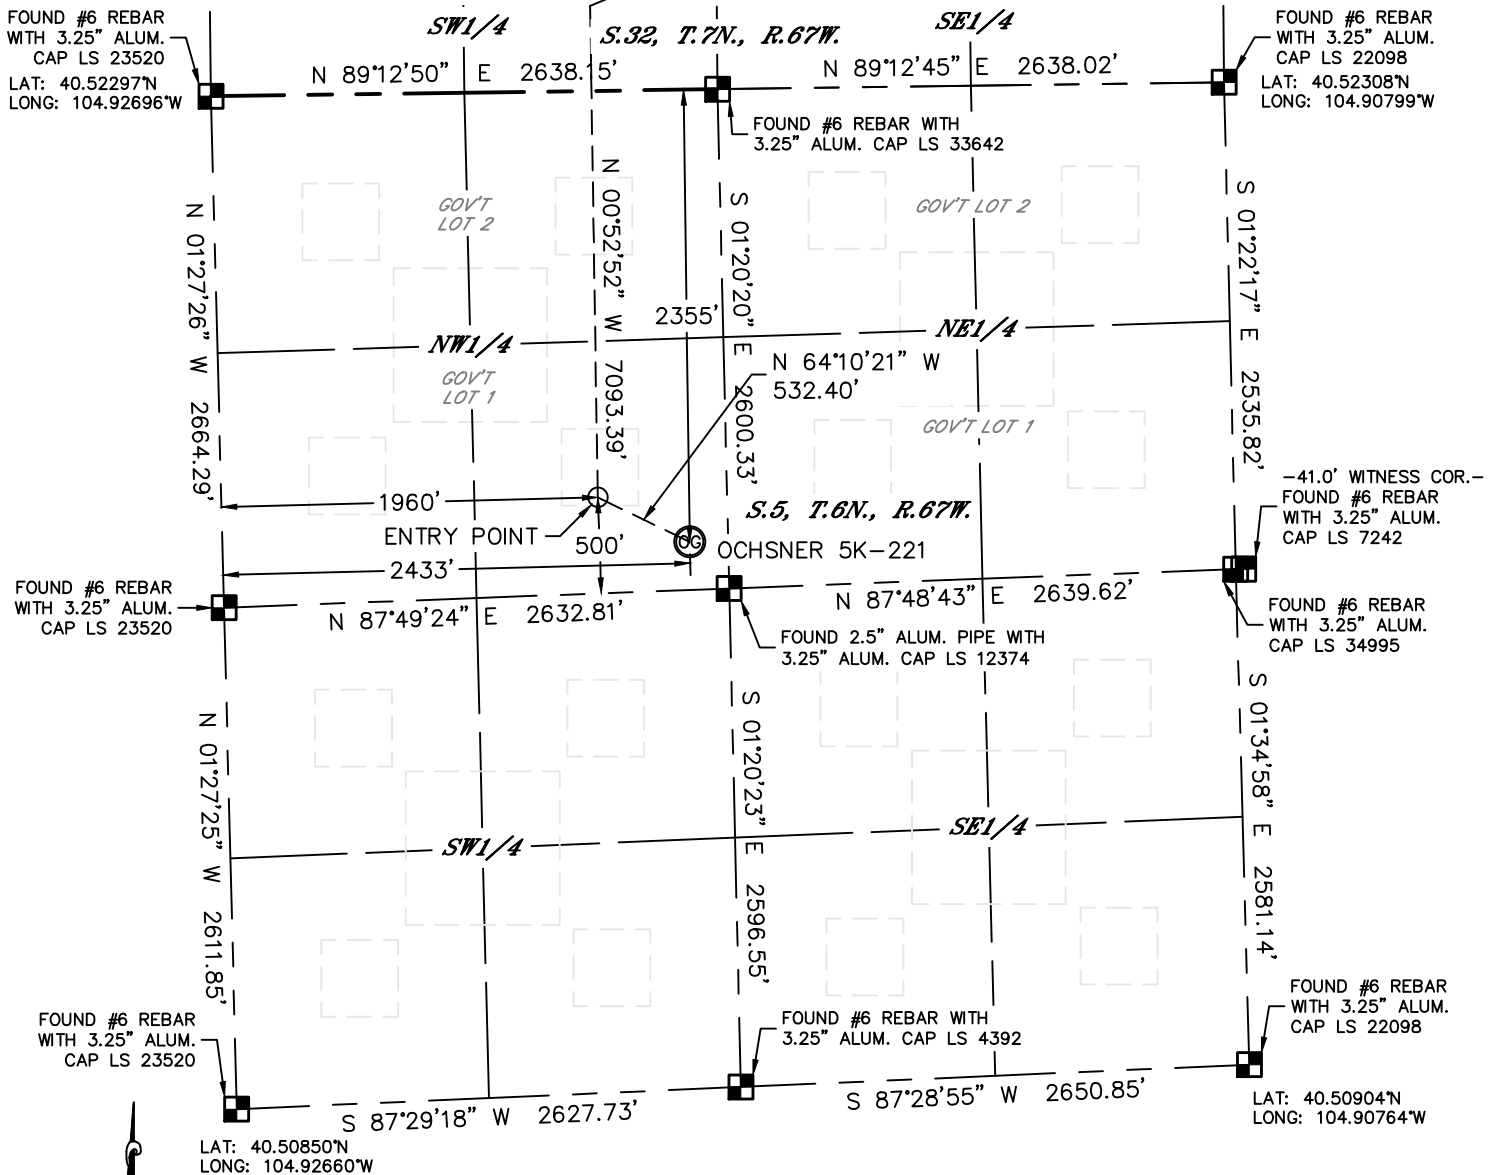 FOUND #6 REBAR
WITH 3.25" ALUM.
CAP LS 23520
LAT: 40.52297°N
LONG: 104.92696°W
SW1/4
S.32, T.7N., R.67W.
SE1/4
FOUND #6 REBAR
WITH 3.25" ALUM.
CAP LS 22098
LAT: 40.52308°N
LONG: 104.90799°W
N 89°12'50" E 2638.15'
N 89°12'45" E 2638.02'
FOUND #6 REBAR WITH
3.25" ALUM. CAP LS 33642
GOV'T
LOT 2
GOV'T LOT 2
N 01°27'26" W 2664.29'
N 00°52'52" W 7093.39'
S 01°20'20" E 2600.33'
S 01°22'17" E 2535.82'
2355'
NW1/4
NE1/4
GOV'T
LOT 1
N 64°10'21" W
532.40'
GOV'T LOT 1
1960'
ENTRY POINT
500'
S.5, T.6N., R.67W.
OG
OCHSNER 5K-221
2433'
-41.0' WITNESS COR.-
FOUND #6 REBAR
WITH 3.25" ALUM.
CAP LS 7242
FOUND #6 REBAR
WITH 3.25" ALUM.
CAP LS 23520
N 87°49'24" E 2632.81'
N 87°48'43" E 2639.62'
FOUND #6 REBAR
WITH 3.25" ALUM.
CAP LS 34995
FOUND 2.5" ALUM. PIPE WITH
3.25" ALUM. CAP LS 12374
N 01°27'25" W 2611.85'
S 01°20'23" E 2596.55'
S 01°34'58" E 2581.14'
SW1/4
SE1/4
FOUND #6 REBAR
WITH 3.25" ALUM.
CAP LS 23520
FOUND #6 REBAR WITH
3.25" ALUM. CAP LS 4392
FOUND #6 REBAR
WITH 3.25" ALUM.
CAP LS 22098
S 87°29'18" W 2627.73'
S 87°28'55" W 2650.85'
LAT: 40.50904°N
LONG: 104.90764°W
LAT: 40.50850°N
LONG: 104.92660°W